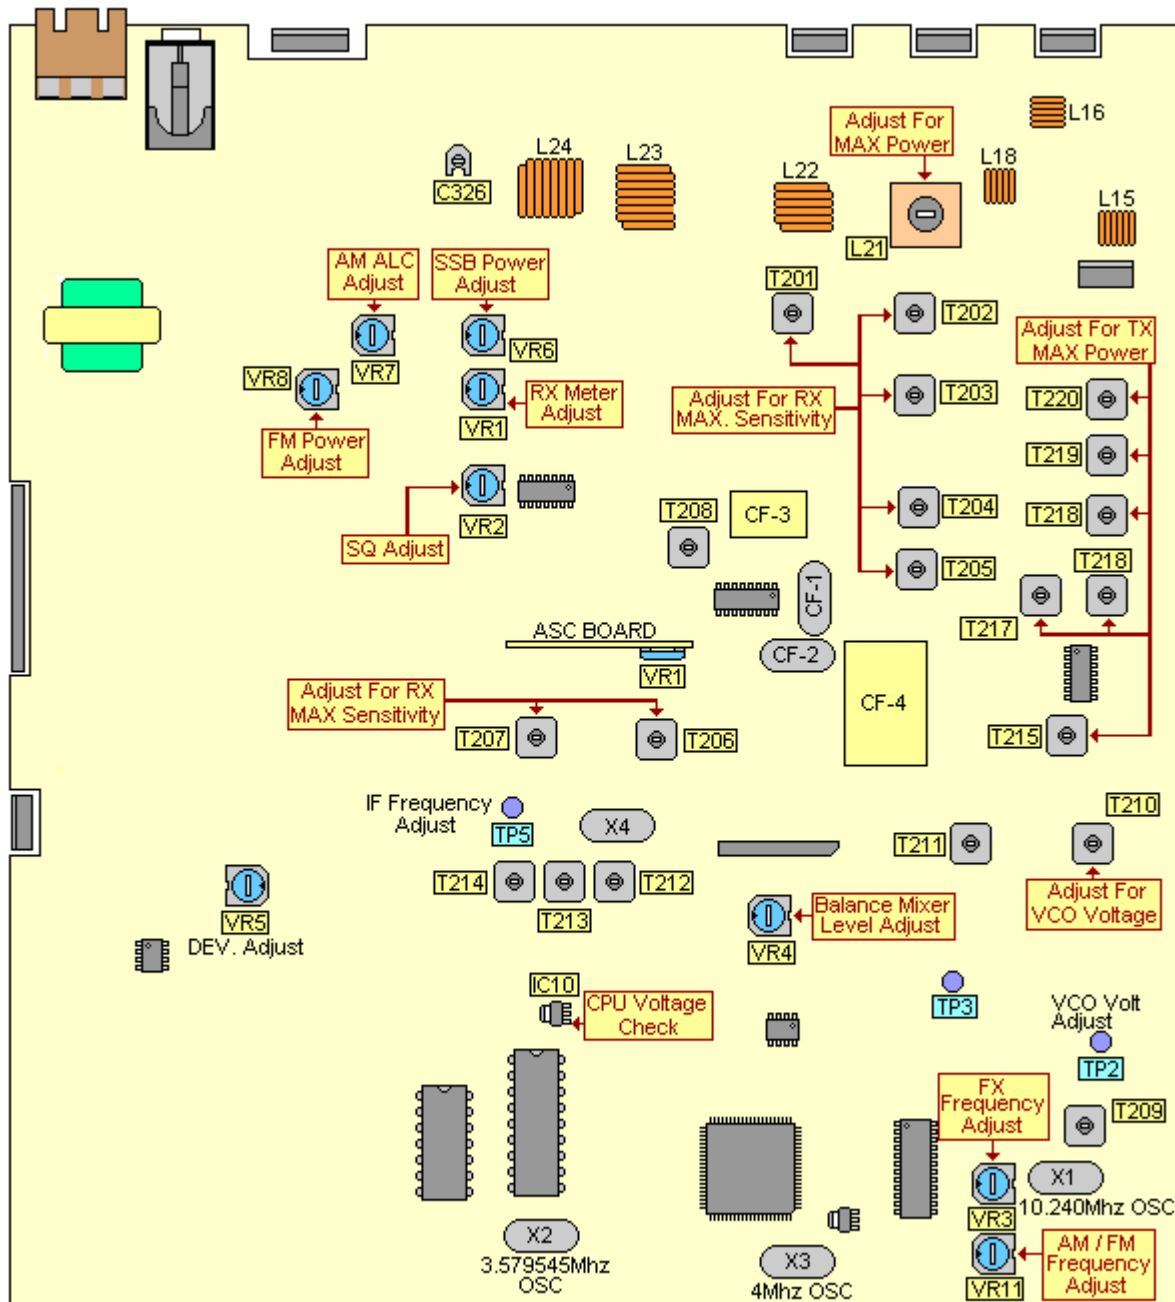 L16
Adjust For
MAX Power
L24
L23
L22
L18
L15
C326
L21
AM ALC
Adjust
SSB Power
Adjust
T201
T202
Adjust For TX
MAX Power
VR6
VR7
VR8
RX Meter
Adjust
VR1
Adjust For RX
MAX. Sensitivity
T203
T220
FM Power
Adjust
T219
T208
CF-3
T204
T218
VR2
SQ Adjust
T205
T218
CF-1
T217
ASC BOARD
CF-2
VR1
Adjust For RX
MAX Sensitivity
CF-4
T207
T206
T215
IF Frequency
Adjust
TP5
X4
T210
T211
T214
T213
T212
Adjust For
VCO Voltage
Balance Mixer
Level Adjust
VR4
VR5
DEV. Adjust
IC10
CPU Voltage
Check
TP3
VCO Volt
Adjust
TP2
FX
Frequency
Adjust
T209
X1
10.240Mhz OSC
VR3
X2
3.579545Mhz
OSC
X3
4Mhz OSC
VR11
AM / FM
Frequency
Adjust